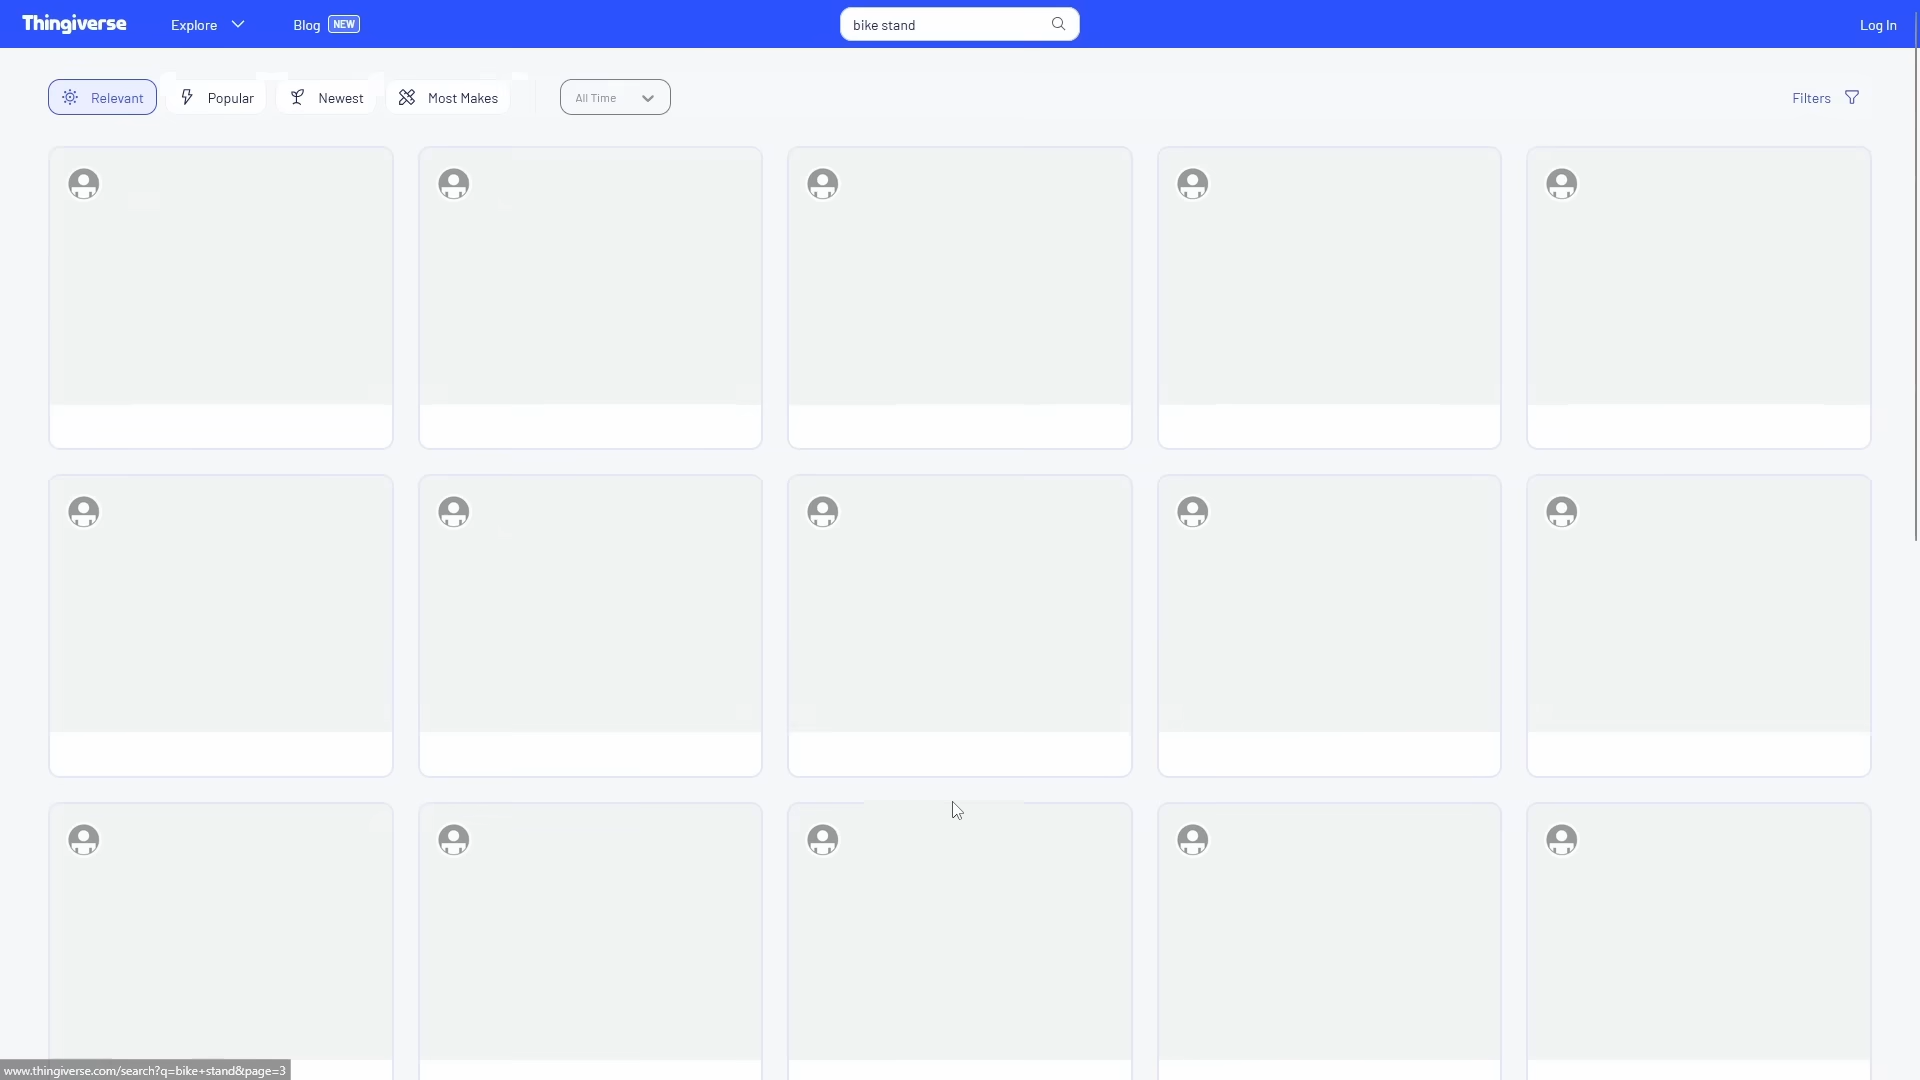 Thingiverse
Explore
Blog NEW
bike stand
Log In
Relevant
Popular
Newest
Most Makes
All Time
Filters
www.thingiverse.com/search?q=bike+stand&page=3